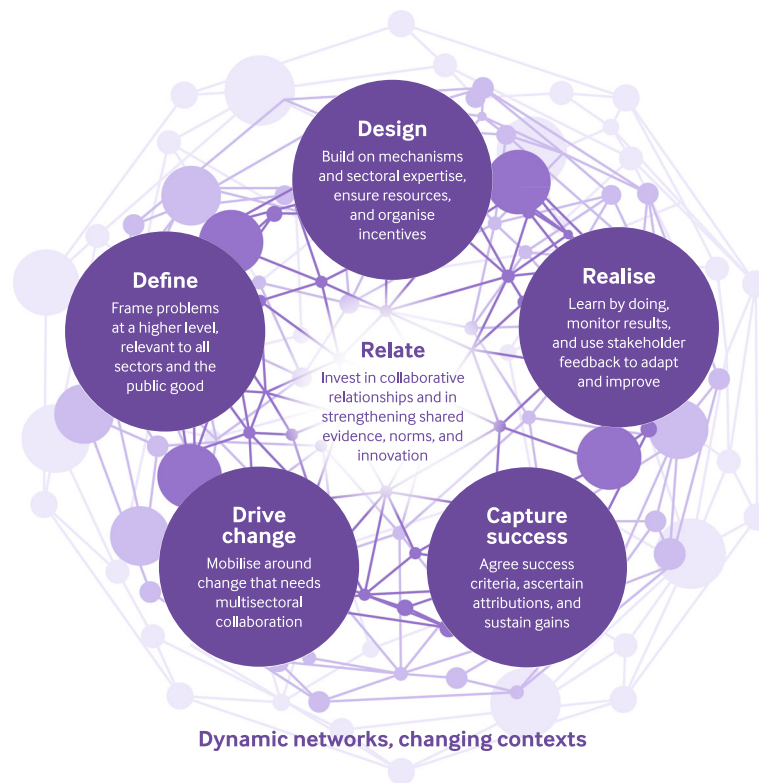 Design
Build on mechanisms
and sectoral expertise,
ensure resources,
and organise
incentives
Define
Frame problems
at a higher level,
relevant to all
sectors and the
public good
Realise
Learn by doing,
monitor results,
and use stakeholder
feedback to adapt
and improve
Relate
Invest in collaborative
relationships and in
strengthening shared
evidence, norms, and
innovation
Drive
change
Mobilise around
change that needs
multisectoral
collaboration
Capture
success
Agree success
criteria, ascertain
attributions, and
sustain gains
Dynamic networks, changing contexts